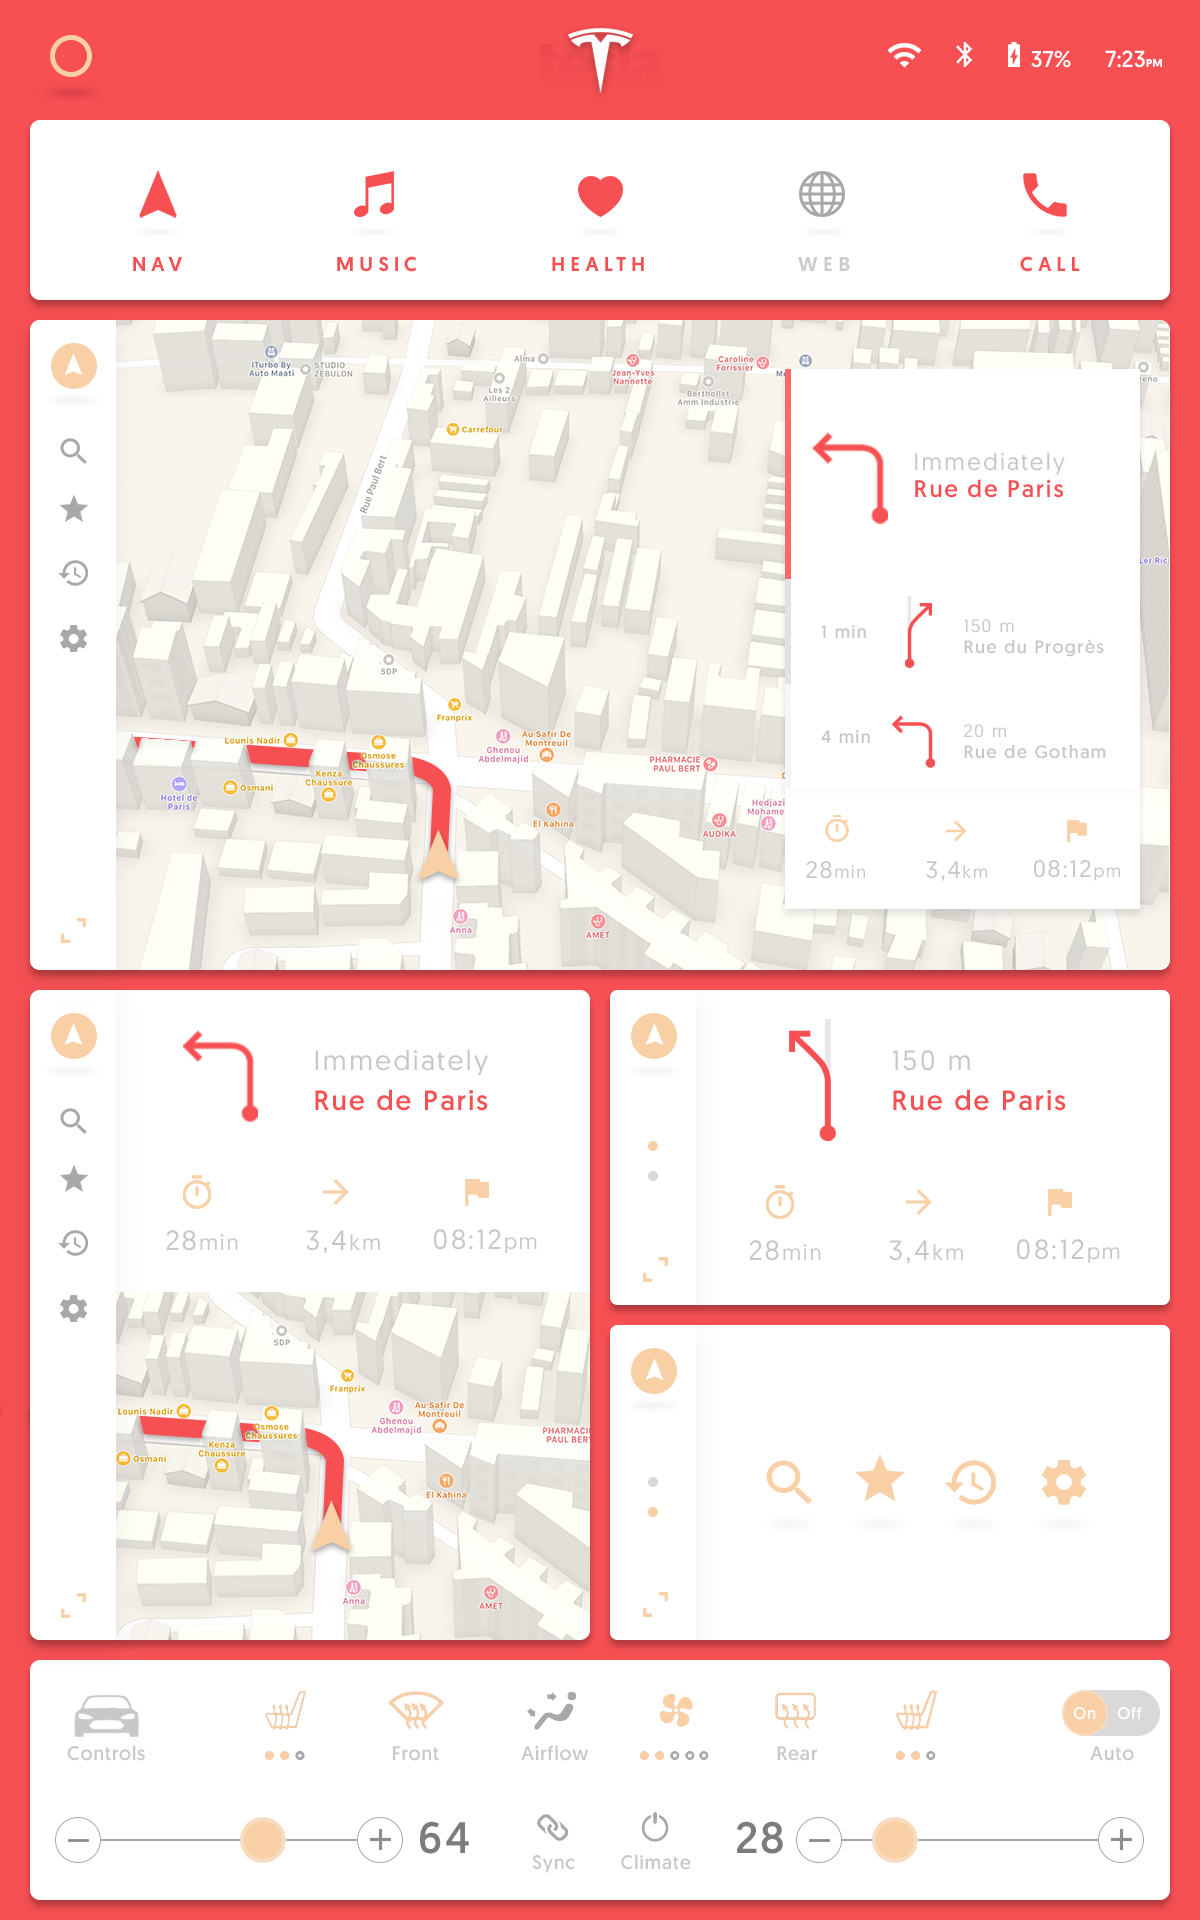 37%
7:23PM
NAV
MUSIC
HEALTH
WEB
CALL
ITurbo By
Auto Maati
STUDIO
ZEBULON
Alma
Les 2
Ailleurs
Carrefour
Jean-Yves
Nannette
Caroline
Forissier
Berthollet
Amm Industrie
Rue Paul Bert
SDP
Franprix
Lounis Nadir
Osmose
Chaussures
Kenza
Chaussure
Osmani
Hotel de
Paris
Ghenou
Abdelmajid
Au Safir De
Montreuil
El Kahina
PHARMACIE
PAUL BERT
AUDIKA
Hedjazi
Mohame
Anna
AMET
Immediately
Rue de Paris
1 min
150 m
Rue du Progrès
4 min
20 m
Rue de Gotham
28min
3,4km
08:12pm
Immediately
Rue de Paris
28min
3,4km
08:12pm
SDP
Franprix
Lounis Nadir
Osmose
Chaussures
Kenza
Chaussure
Osmani
Ghenou
Abdelmajid
Au Safir De
Montreuil
El Kahina
PHARMACI
PAUL BER
Anna
AMET
150 m
Rue de Paris
28min
3,4km
08:12pm
Controls
Front
Airflow
Rear
On
Off
Auto
64
Sync
Climate
28